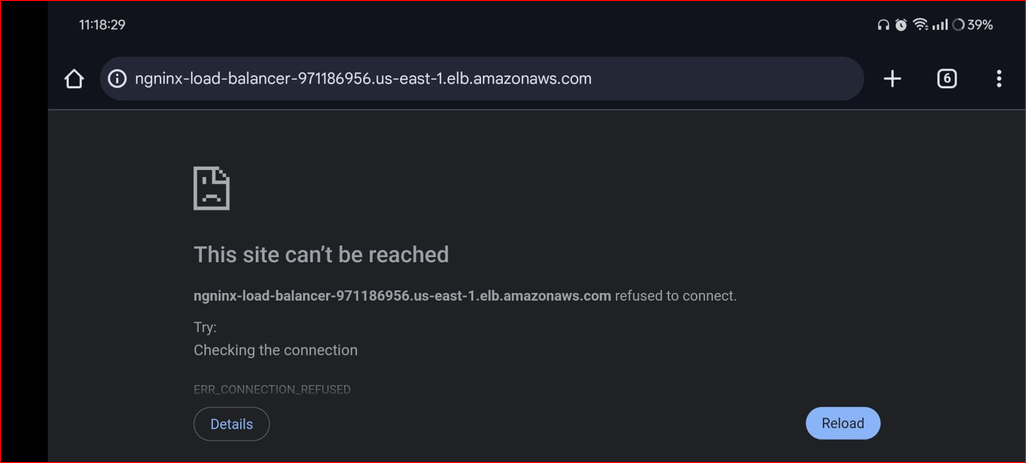 11:18:29
39%
ngninx-load-balancer-971186956.us-east-1.elb.amazonaws.com
6
This site can’t be reached
ngninx-load-balancer-971186956.us-east-1.elb.amazonaws.com refused to connect.
Try:
Checking the connection
ERR_CONNECTION_REFUSED
Details
Reload